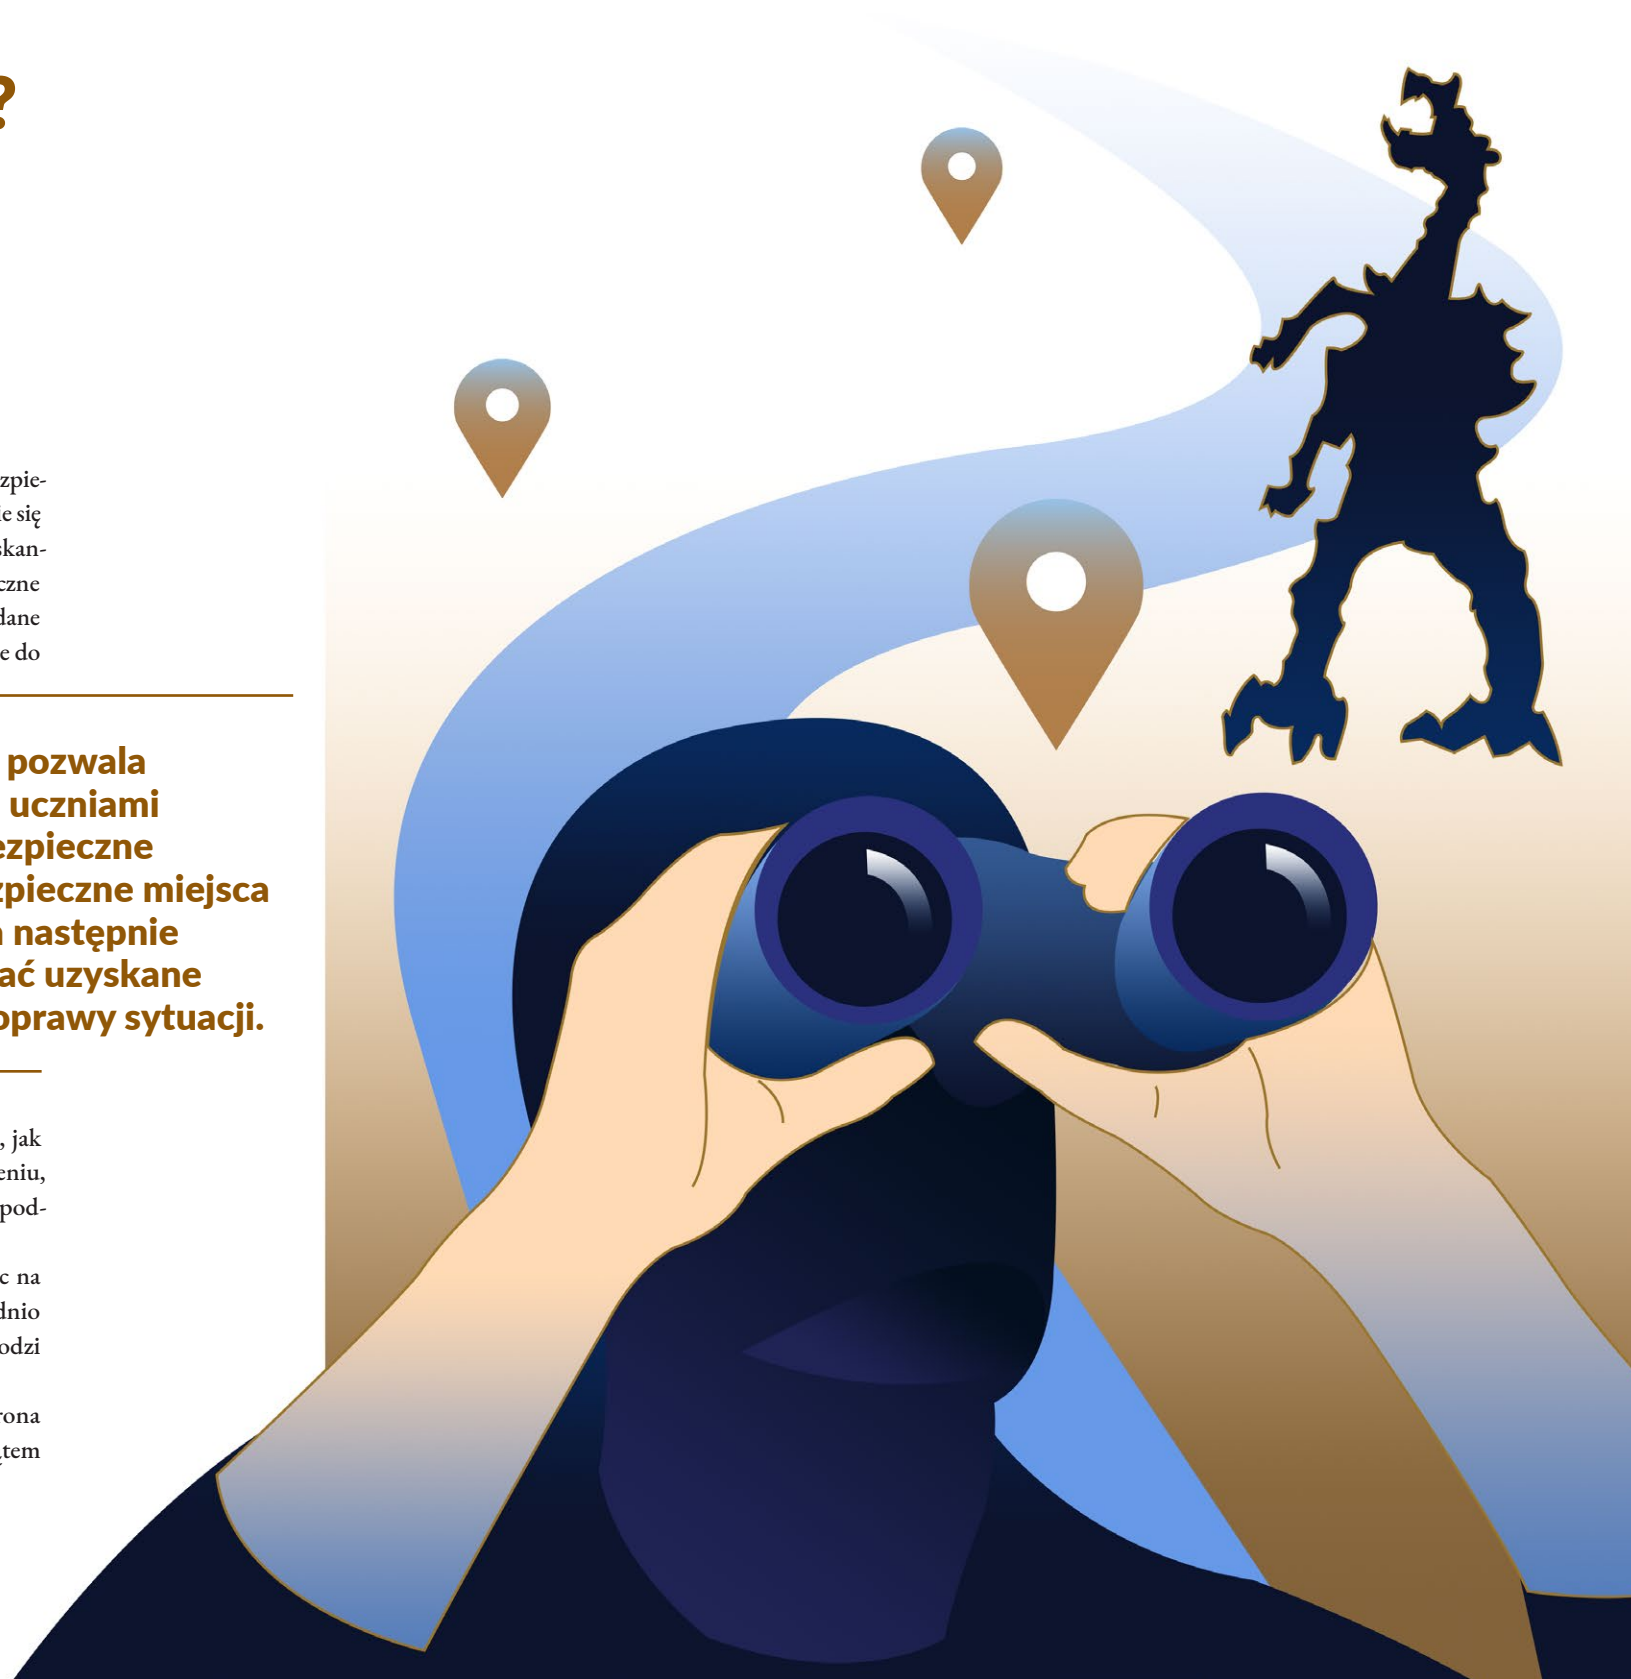 ?
zpie-
ie się
skan-
czne
dane
e do
pozwala
uczniami
ezpieczne
zpieczne miejsca
a następnie
ać uzyskane
oprawy sytuacji.
, jak
eniu,
pod-
c na
dnio
odzi
rona
ątem